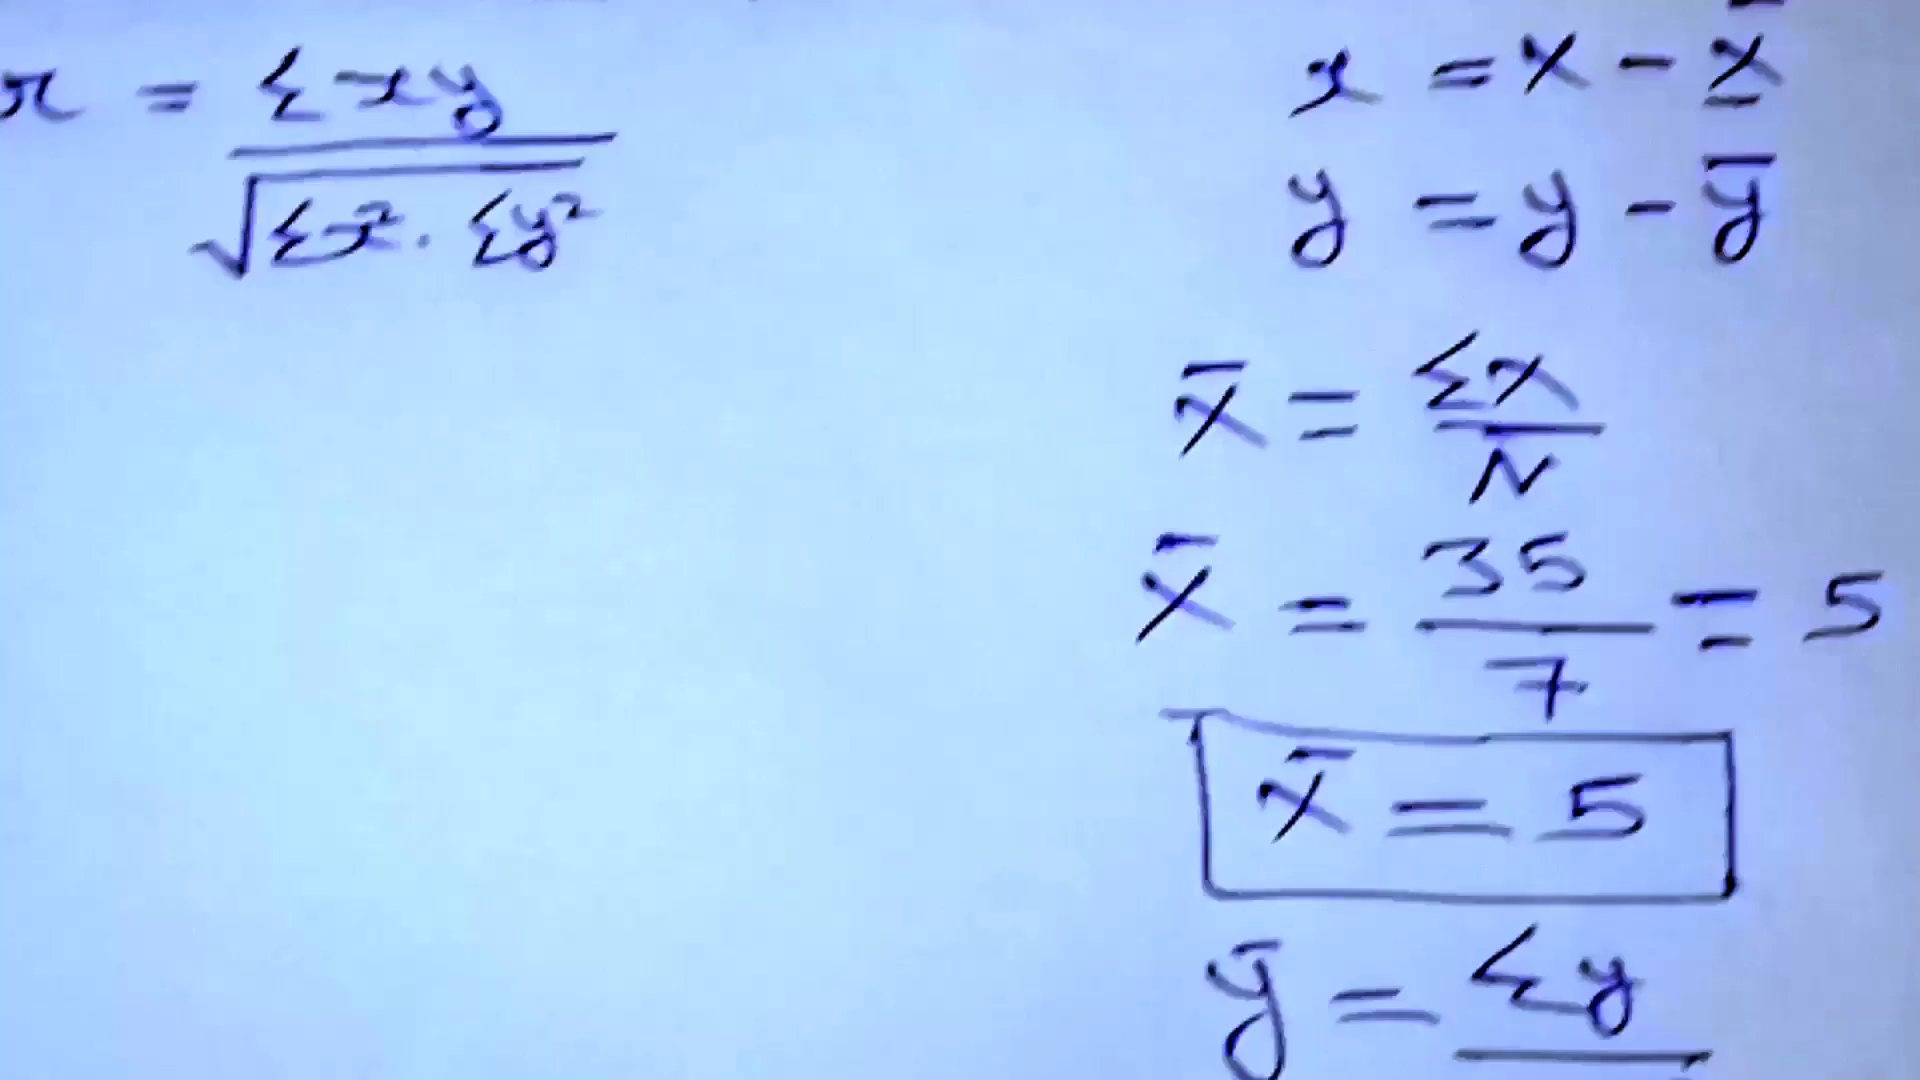 r = Σxy / √Σx² · Σy²
x = X - X̄
y = y - ȳ
X̄ = ΣX / N
X̄ = 35 / 7 = 5
X̄ = 5
ȳ = Σy